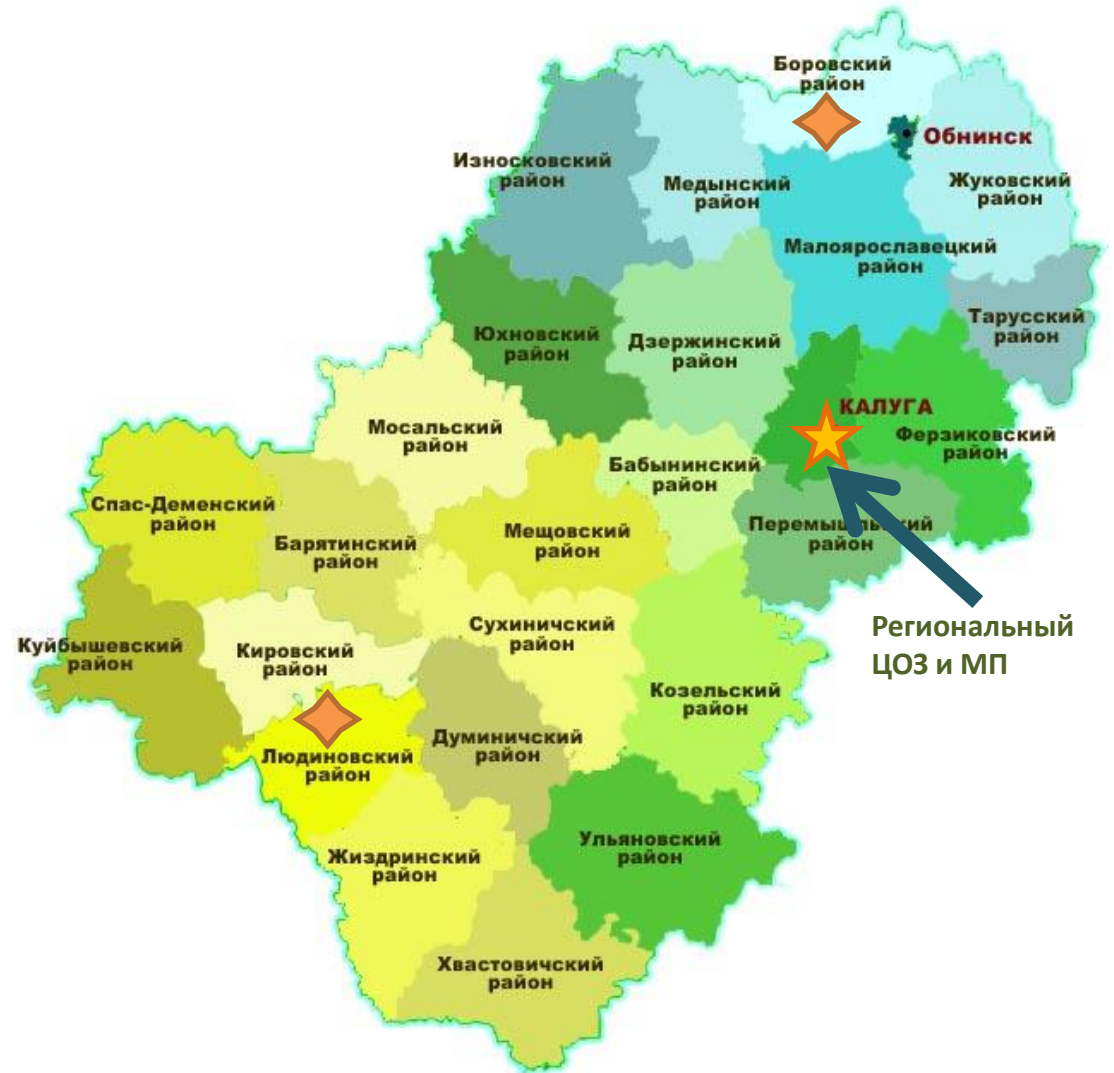 Боровский
район
Обнинск
Износковский
район
Медынский
район
Жуковский
район
Малоярославецкий
район
Тарусский
район
Юхновский
район
Дзержинский
район
КАЛУГА
Ферзиковский
район
Мосальский
район
Бабынинский
район
Спас-Деменский
район
Барятинский
район
Мещовский
район
Перемышльский
район
Региональный
ЦОЗ и МП
Куйбышевский
район
Кировский
район
Сухиничский
район
Козельский
район
Людиновский
район
Думиничский
район
Ульяновский
район
Жиздринский
район
Хвастовичский
район